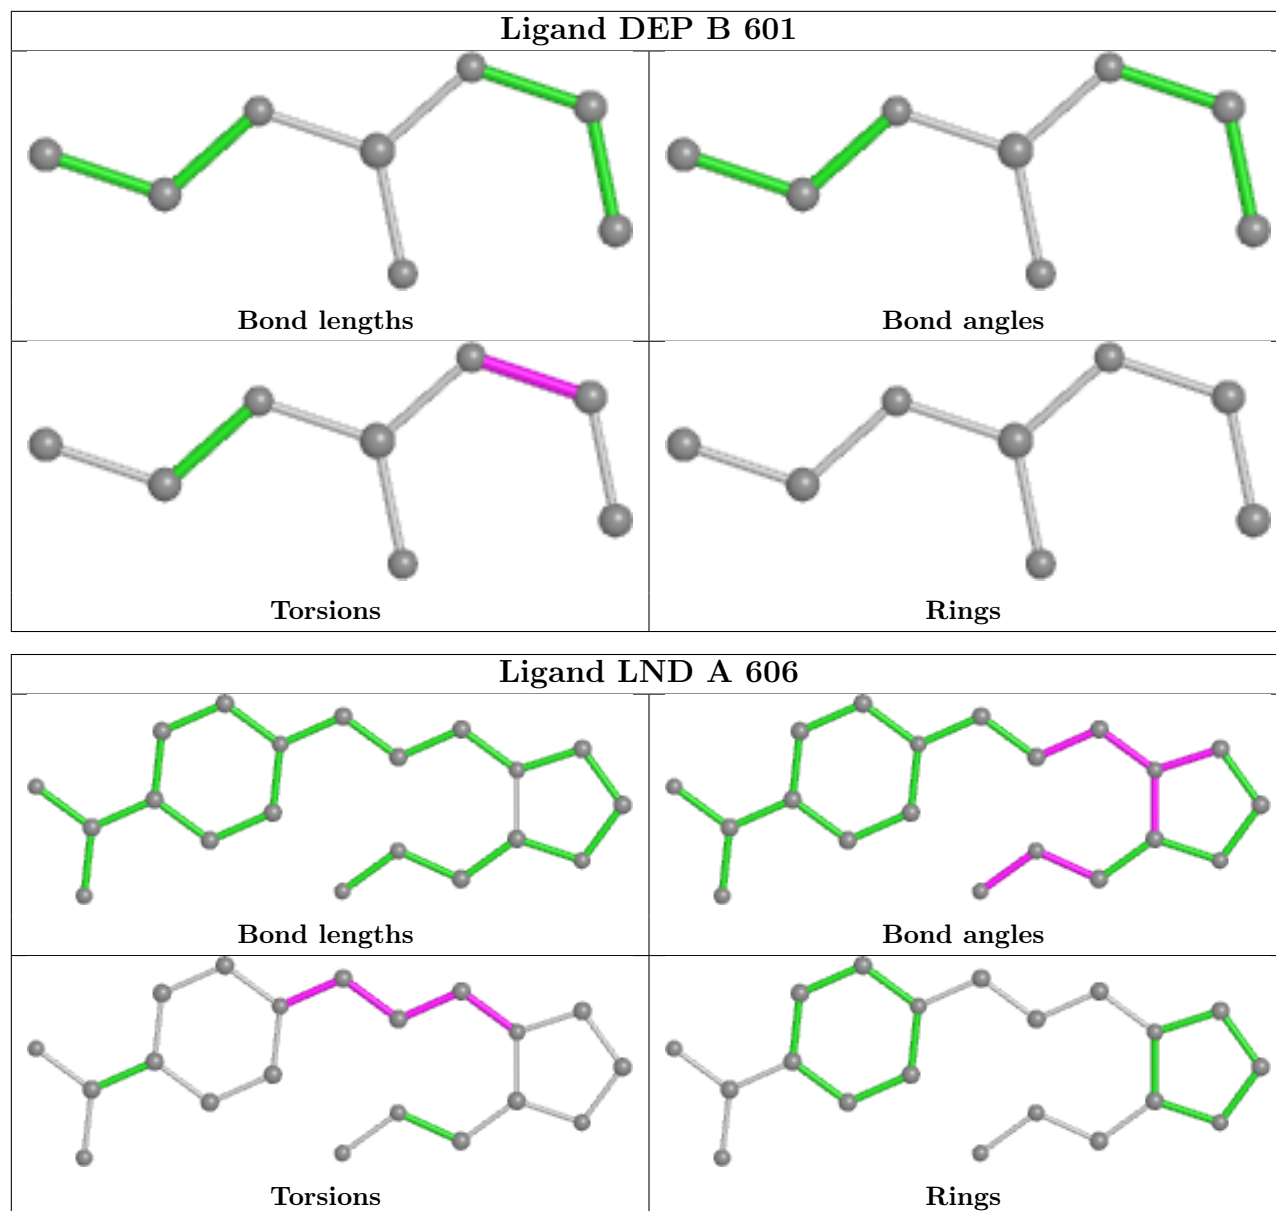 Ligand DEP B 601
Bond lengths
Bond angles
Torsions
Rings
Ligand LND A 606
Bond lengths
Bond angles
Torsions
Rings